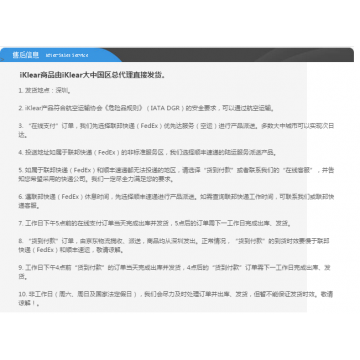 售后信息 after-sales service
iKlear商品由iKlear大中国区总代理直接发货。
1. 发货地点：深圳。
2. iKlear产品符合航空运输协会《危险品规则》（IATA DGR）的安全要求，可以通过航空运输。
3. “在线支付”订单，我们先选择联邦快递（FedEx）优先达服务（空运）进行产品派送。多数大中城市可以实现次日
达。
4. 投递地址如属于联邦快递（FedEx）的非标准服务区，我们选择顺丰速递的陆运服务派送产品。
5. 如属于联邦快递（FedEx）和顺丰速递都无法投递的地区，请选择“货到付款”或者联系我们的“在线客服”，并告
知您希望采用的快递公司。我们一定尽全力满足您的要求。
6. 遇联邦快递（FedEx）休息时间，先选择顺丰速递进行产品派送。如需查询联邦快递工作时间，可联系我们或联邦快
递客服。
7. 工作日下午5点前的在线支付订单当天完成出库并发货，5点后的订单需下一工作日完成出库、发货。
8. “货到付款”订单，由京东物流揽收、派送，商品均从深圳发出。正常情况，“货到付款”的到货时效要慢于联邦
快递（FedEx）和顺丰速运，敬请谅解。
9. 工作日下午4点前“货到付款”的订单当天完成出库并发货，4点后的“货到付款”订单需下一工作日完成出库、发
货。
10. 非工作日（周六、周日及国家法定假日），我们会尽力及时处理订单并出库、发货，但暂不能保证发货时效。敬请
谅解！。